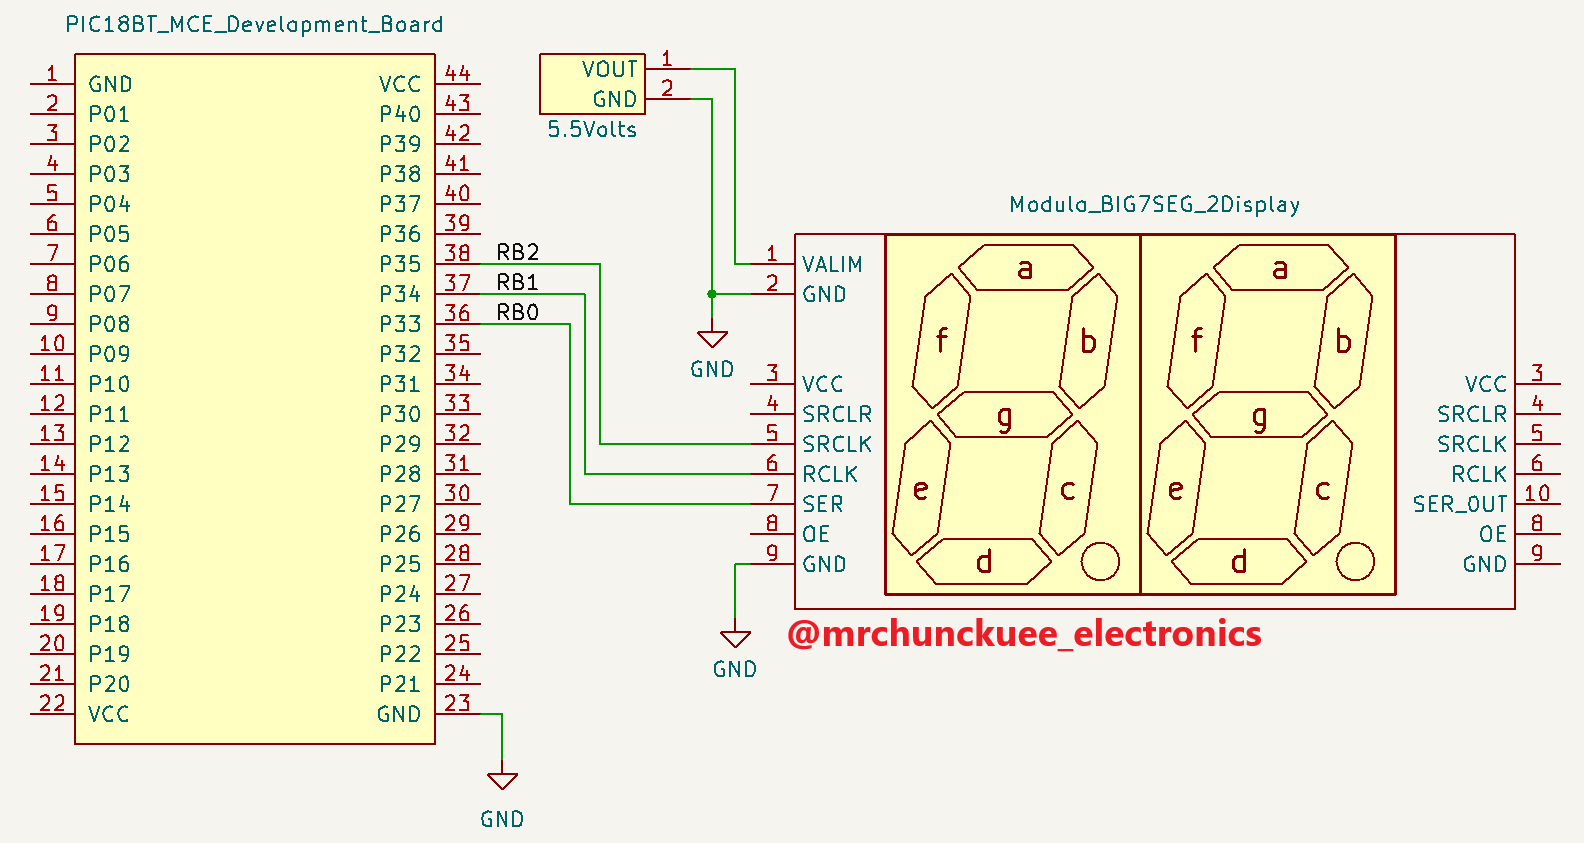 PIC18BT_MCE_Development_Board
1 GND VCC 44
2 P01 P40 43
3 P02 P39 42
4 P03 P38 41
5 P04 P37 40
6 P05 P36 39
7 P06 P35 38 RB2
8 P07 P34 37 RB1
9 P08 P33 36 RB0
10 P09 P32 35
11 P10 P31 34
12 P11 P30 33
13 P12 P29 32
14 P13 P28 31
15 P14 P27 30
16 P15 P26 29
17 P16 P25 28
18 P17 P24 27
19 P18 P23 26
20 P19 P22 25
21 P20 P21 24
22 VCC GND 23
GND
VOUT 1
GND 2
5.5Volts
GND
Modulo_BIG7SEG_2Display
1 VALIM
2 GND
3 VCC
4 SRCLR
5 SRCLK
6 RCLK
7 SER
8 OE
9 GND
GND
a
f b
g
e c
d
a
f b
g
e c
d
VCC 3
SRCLR 4
SRCLK 5
RCLK 6
SER_OUT 10
OE 8
GND 9
@mrchunckuee_electronics